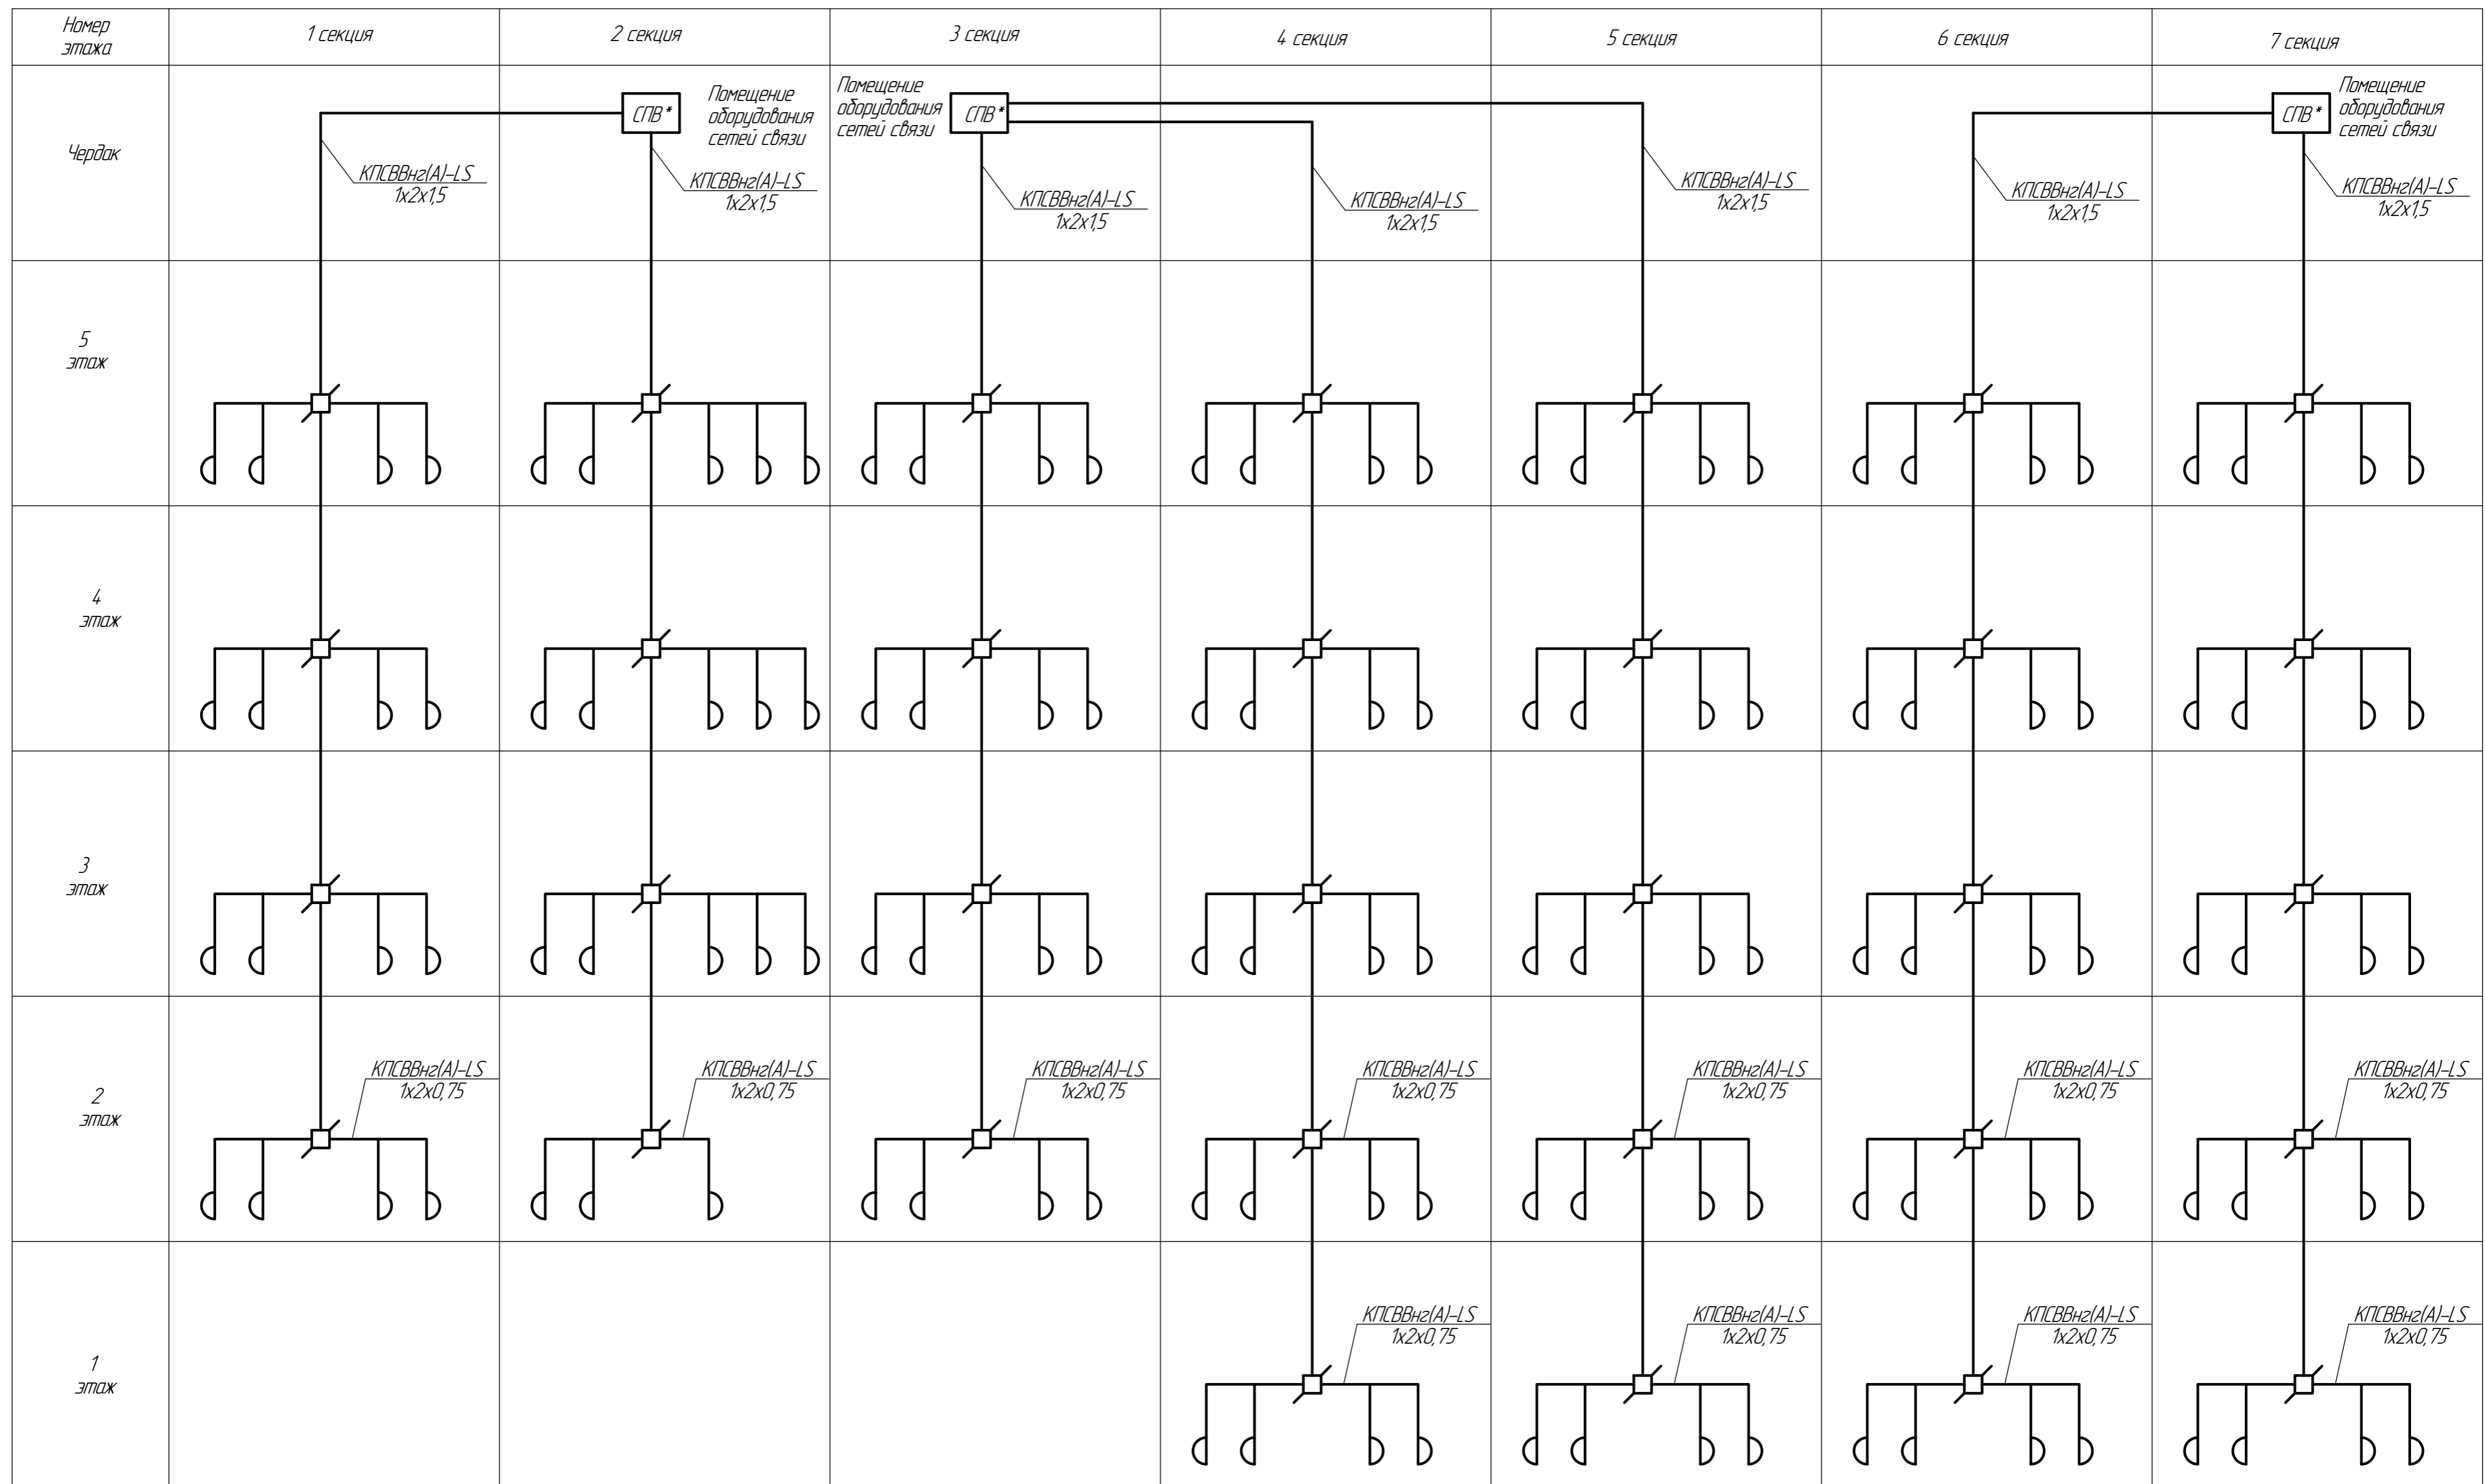 Номер
этажа
1 секция
2 секция
3 секция
4 секция
5 секция
6 секция
7 секция
Чердак
КПСВВнг(А)-LS
1х2х1,5
СПВ*
Помещение
оборудования
сетей связи
КПСВВнг(А)-LS
1х2х1,5
Помещение
оборудования
сетей связи
СПВ*
КПСВВнг(А)-LS
1х2х1,5
КПСВВнг(А)-LS
1х2х1,5
КПСВВнг(А)-LS
1х2х1,5
КПСВВнг(А)-LS
1х2х1,5
СПВ*
Помещение
оборудования
сетей связи
КПСВВнг(А)-LS
1х2х1,5
5
этаж
4
этаж
3
этаж
2
этаж
КПСВВнг(А)-LS
1х2х0,75
КПСВВнг(А)-LS
1х2х0,75
КПСВВнг(А)-LS
1х2х0,75
КПСВВнг(А)-LS
1х2х0,75
КПСВВнг(А)-LS
1х2х0,75
КПСВВнг(А)-LS
1х2х0,75
КПСВВнг(А)-LS
1х2х0,75
1
этаж
КПСВВнг(А)-LS
1х2х0,75
КПСВВнг(А)-LS
1х2х0,75
КПСВВнг(А)-LS
1х2х0,75
КПСВВнг(А)-LS
1х2х0,75